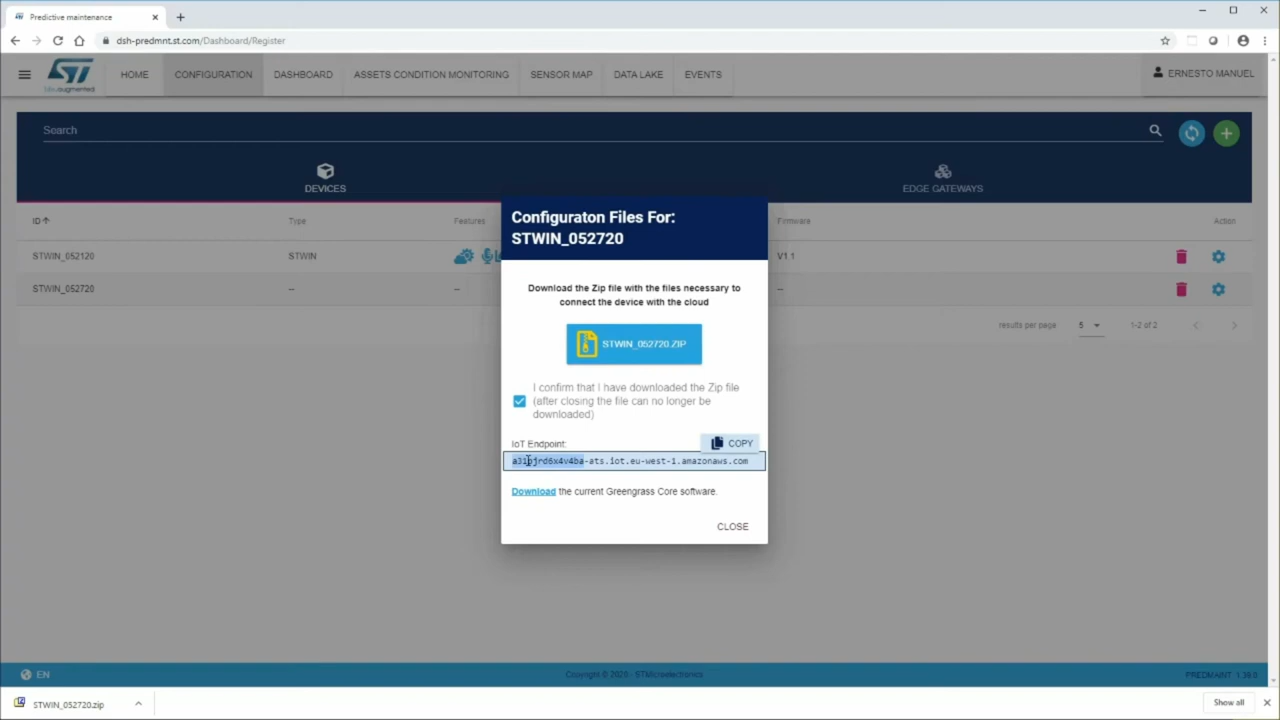 Predictive maintenance
dsh-predmnt.st.com/Dashboard/Register
HOME
CONFIGURATION
DASHBOARD
ASSETS CONDITION MONITORING
SENSOR MAP
DATA LAKE
EVENTS
ERNESTO MANUEL
Search
DEVICES
EDGE GATEWAYS
ID
Type
Features
Firmware
Action
STWIN_052120
STWIN
V1.1
STWIN_052720
--
--
--
results per page
5
1-2 of 2
Configuraton Files For:
STWIN_052720
Download the Zip file with the files necessary to
connect the device with the cloud
STWIN_052720.ZIP
I confirm that I have downloaded the Zip file
(after closing the file can no longer be
downloaded)
IoT Endpoint:
COPY
-ats.iot.eu-west-1.amazonaws.com
Download the current Greengrass Core software.
CLOSE
EN
Copyright © 2020 - STMicroelectronics
PREDMAINT 1.39.0
STWIN_052720.zip
Show all